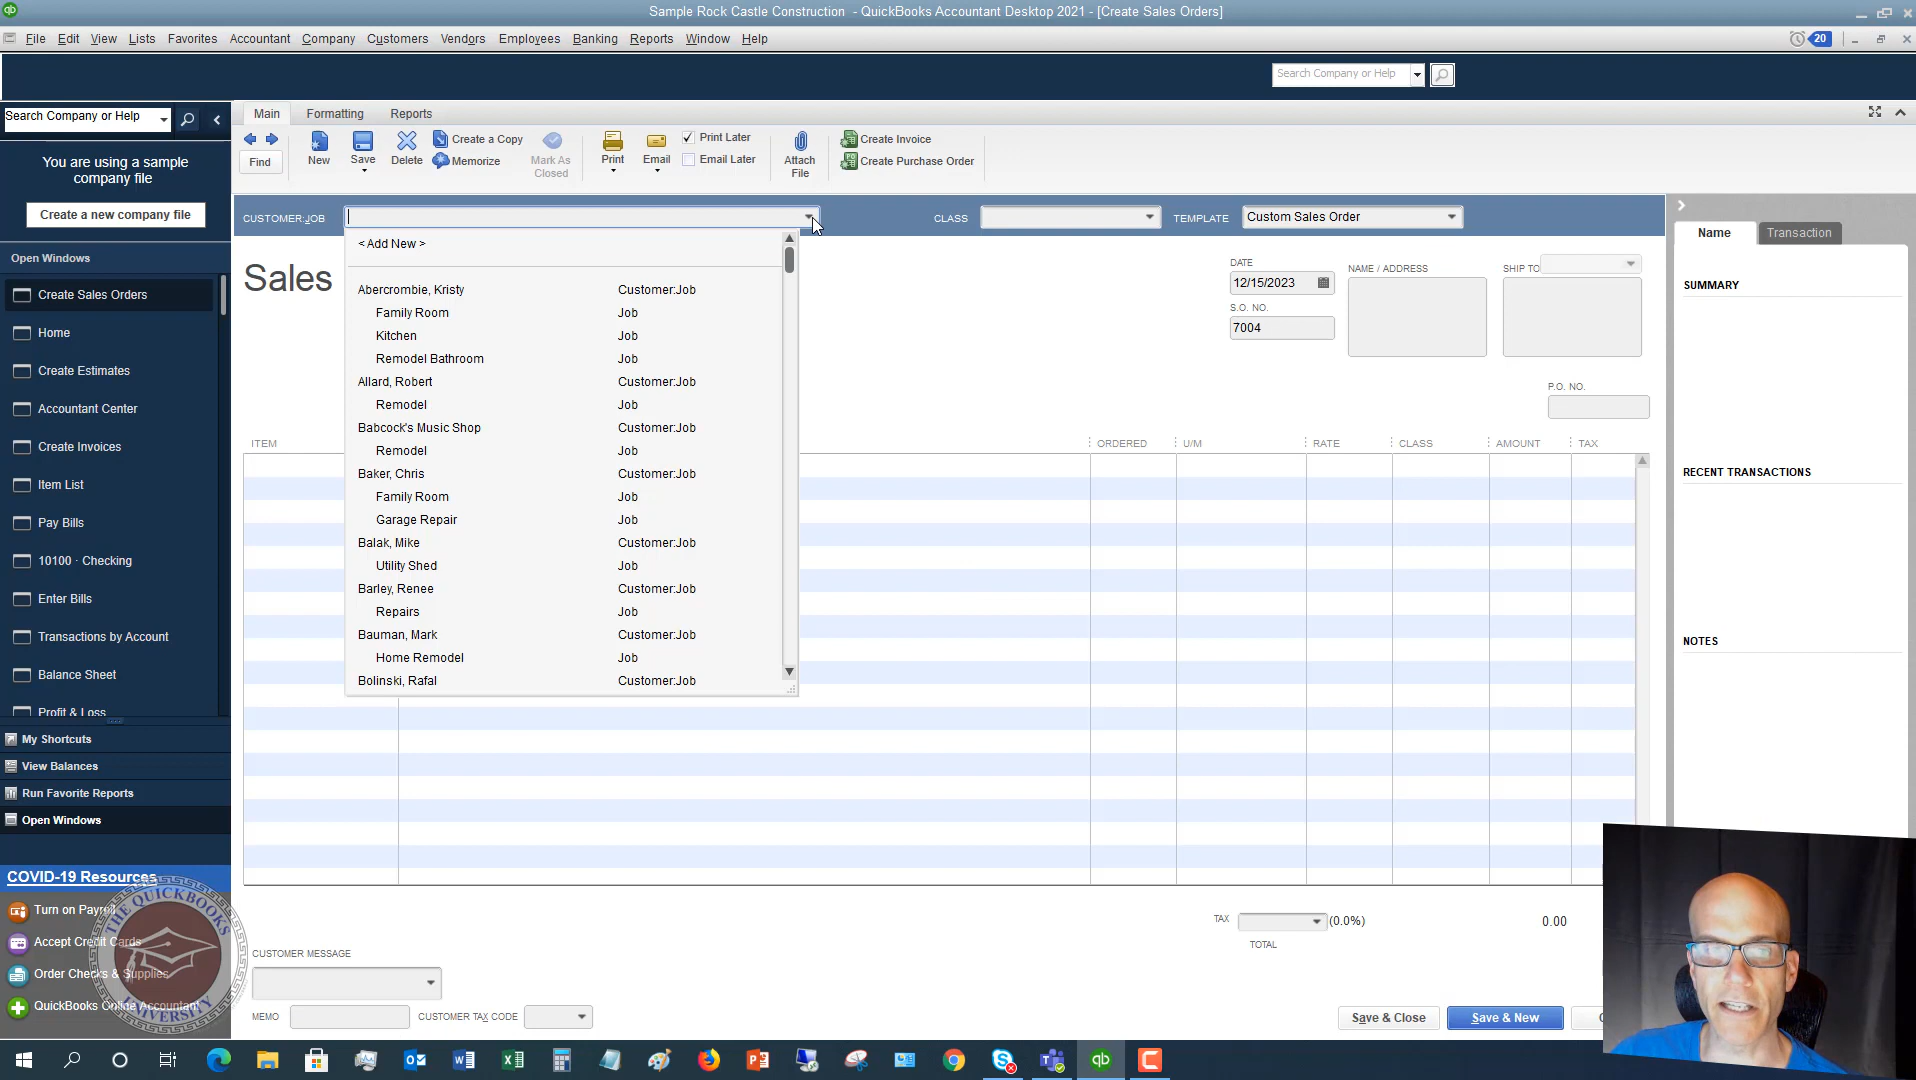 Sample Rock Castle Construction - QuickBooks Accountant Desktop 2021 - [Create Sales Orders]
File Edit View Lists Favorites Accountant Company Customers Vendors Employees Banking Reports Window Help
20
Search Company or Help
Search Company or Help
You are using a sample
company file
Create a new company file
Open Windows
Create Sales Orders
Home
Create Estimates
Accountant Center
Create Invoices
Item List
Pay Bills
10100 · Checking
Enter Bills
Transactions by Account
Balance Sheet
Profit & Loss
My Shortcuts
View Balances
Run Favorite Reports
Open Windows
COVID-19 Resources
Turn on Payroll
Accept Credit Cards
Order Checks & Supplies
QuickBooks Online Accountant
THE QUICKBOOKS
UNIVERSITY
Main Formatting Reports
Find
New
Save
Delete
Create a Copy
Memorize
Mark As
Closed
Print
Email
Print Later
Email Later
Attach
File
Create Invoice
Create Purchase Order
CUSTOMER:JOB
CLASS
TEMPLATE Custom Sales Order
Sales
< Add New >
Abercrombie, Kristy Customer:Job
Family Room Job
Kitchen Job
Remodel Bathroom Job
Allard, Robert Customer:Job
Remodel Job
Babcock's Music Shop Customer:Job
Remodel Job
Baker, Chris Customer:Job
Family Room Job
Garage Repair Job
Balak, Mike Customer:Job
Utility Shed Job
Barley, Renee Customer:Job
Repairs Job
Bauman, Mark Customer:Job
Home Remodel Job
Bolinski, Rafal Customer:Job
DATE
12/15/2023
S.O. NO.
7004
NAME / ADDRESS
SHIP TO
P.O. NO.
ITEM ORDERED U/M RATE CLASS AMOUNT TAX
TAX (0.0%) 0.00
TOTAL
CUSTOMER MESSAGE
MEMO
CUSTOMER TAX CODE
Save & Close
Save & New
Name Transaction
SUMMARY
RECENT TRANSACTIONS
NOTES